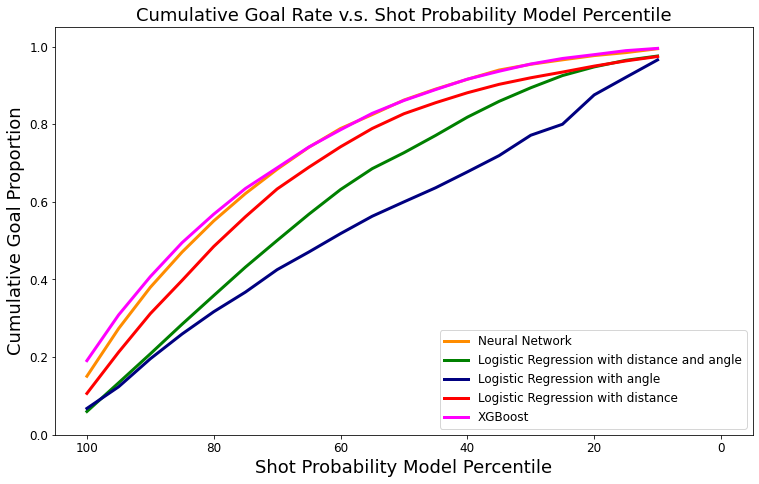 Cumulative Goal Rate v.s. Shot Probability Model Percentile
Cumulative Goal Proportion
1.0
0.8
0.6
0.4
0.2
0.0
Neural Network
Logistic Regression with distance and angle
Logistic Regression with angle
Logistic Regression with distance
XGBoost
100 80 60 40 20 0
Shot Probability Model Percentile